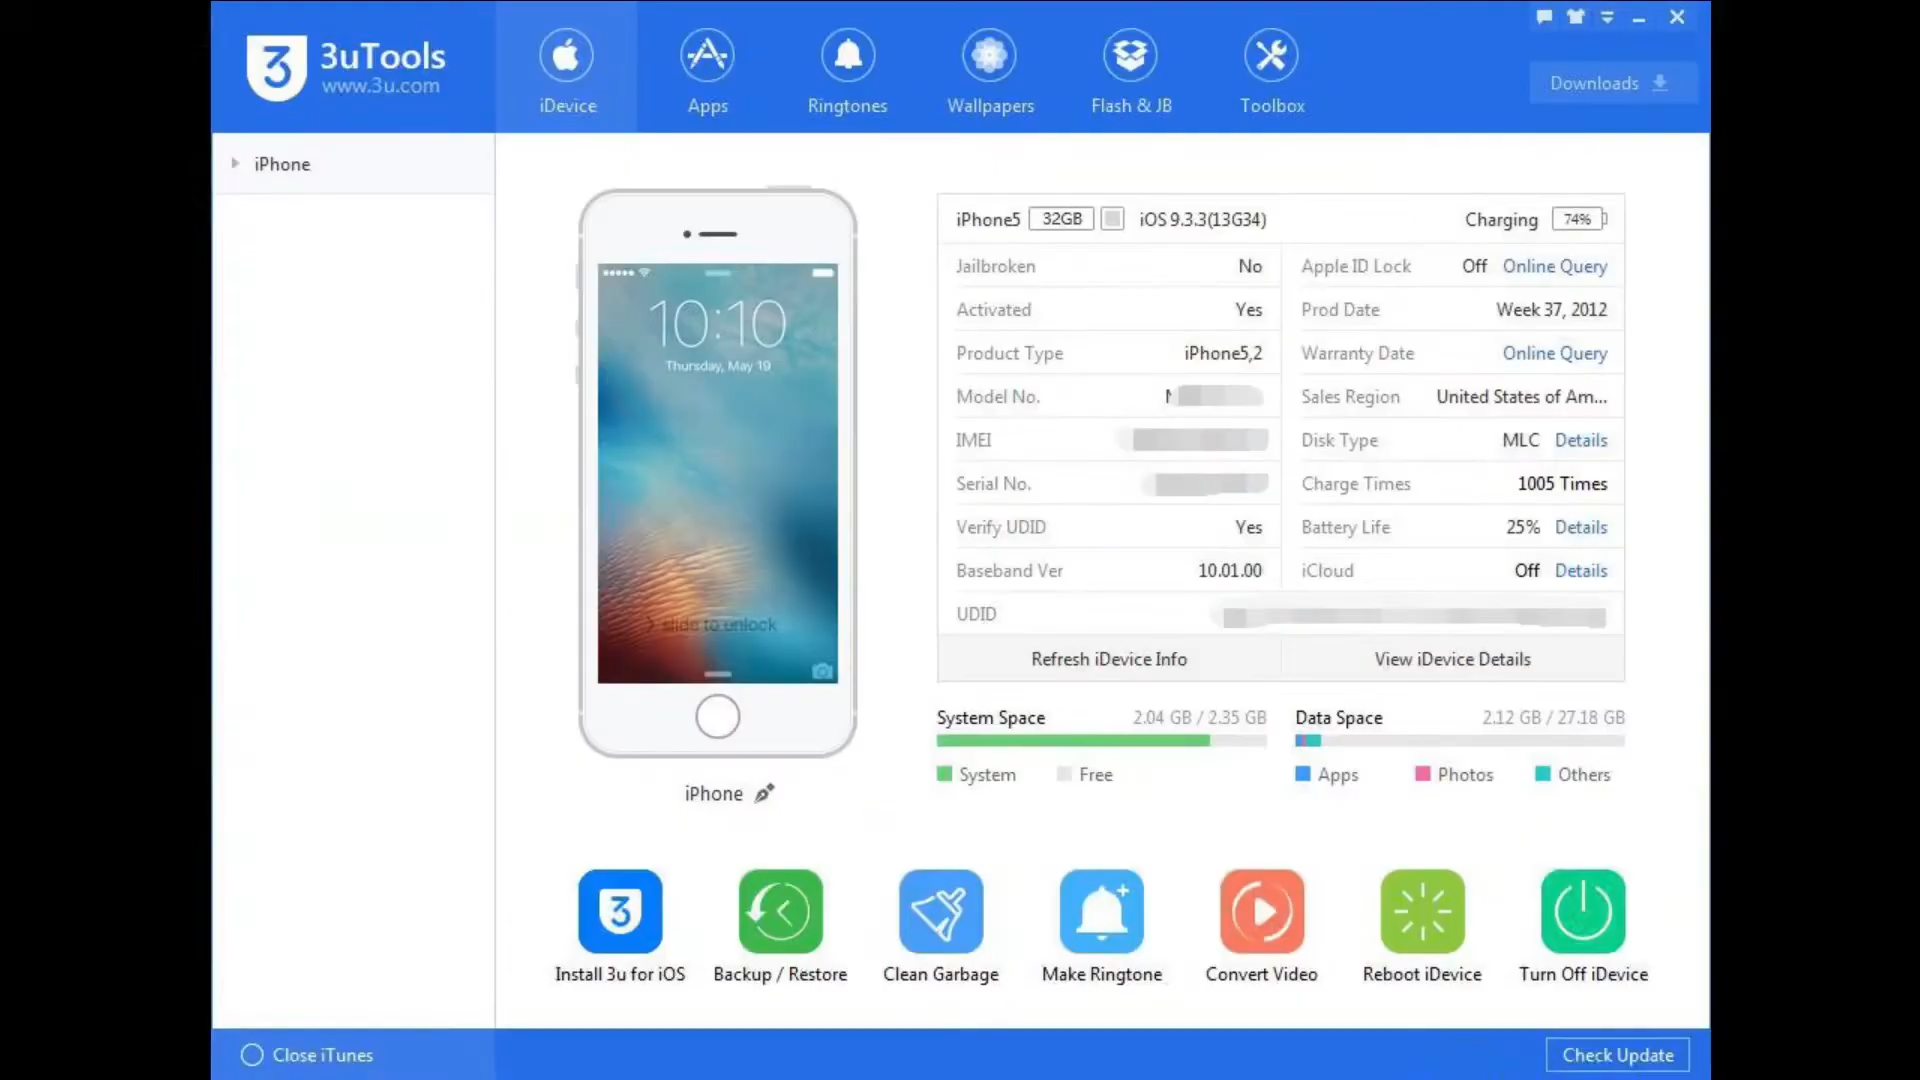 3 3uTools
www.3u.com
iDevice
Apps
Ringtones
Wallpapers
Flash & JB
Toolbox
Downloads
iPhone
10:10
Thursday, May 19
slide to unlock
iPhone
iPhone5 32GB iOS 9.3.3(13G34) Charging 74%
Jailbroken No Apple ID Lock Off Online Query
Activated Yes Prod Date Week 37, 2012
Product Type iPhone5,2 Warranty Date Online Query
Model No. Sales Region United States of Am...
IMEI Disk Type MLC Details
Serial No. Charge Times 1005 Times
Verify UDID Yes Battery Life 25% Details
Baseband Ver 10.01.00 iCloud Off Details
UDID
Refresh iDevice Info View iDevice Details
System Space 2.04 GB / 2.35 GB Data Space 2.12 GB / 27.18 GB
System Free Apps Photos Others
3
Install 3u for iOS
Backup / Restore
Clean Garbage
Make Ringtone
Convert Video
Reboot iDevice
Turn Off iDevice
Close iTunes
Check Update